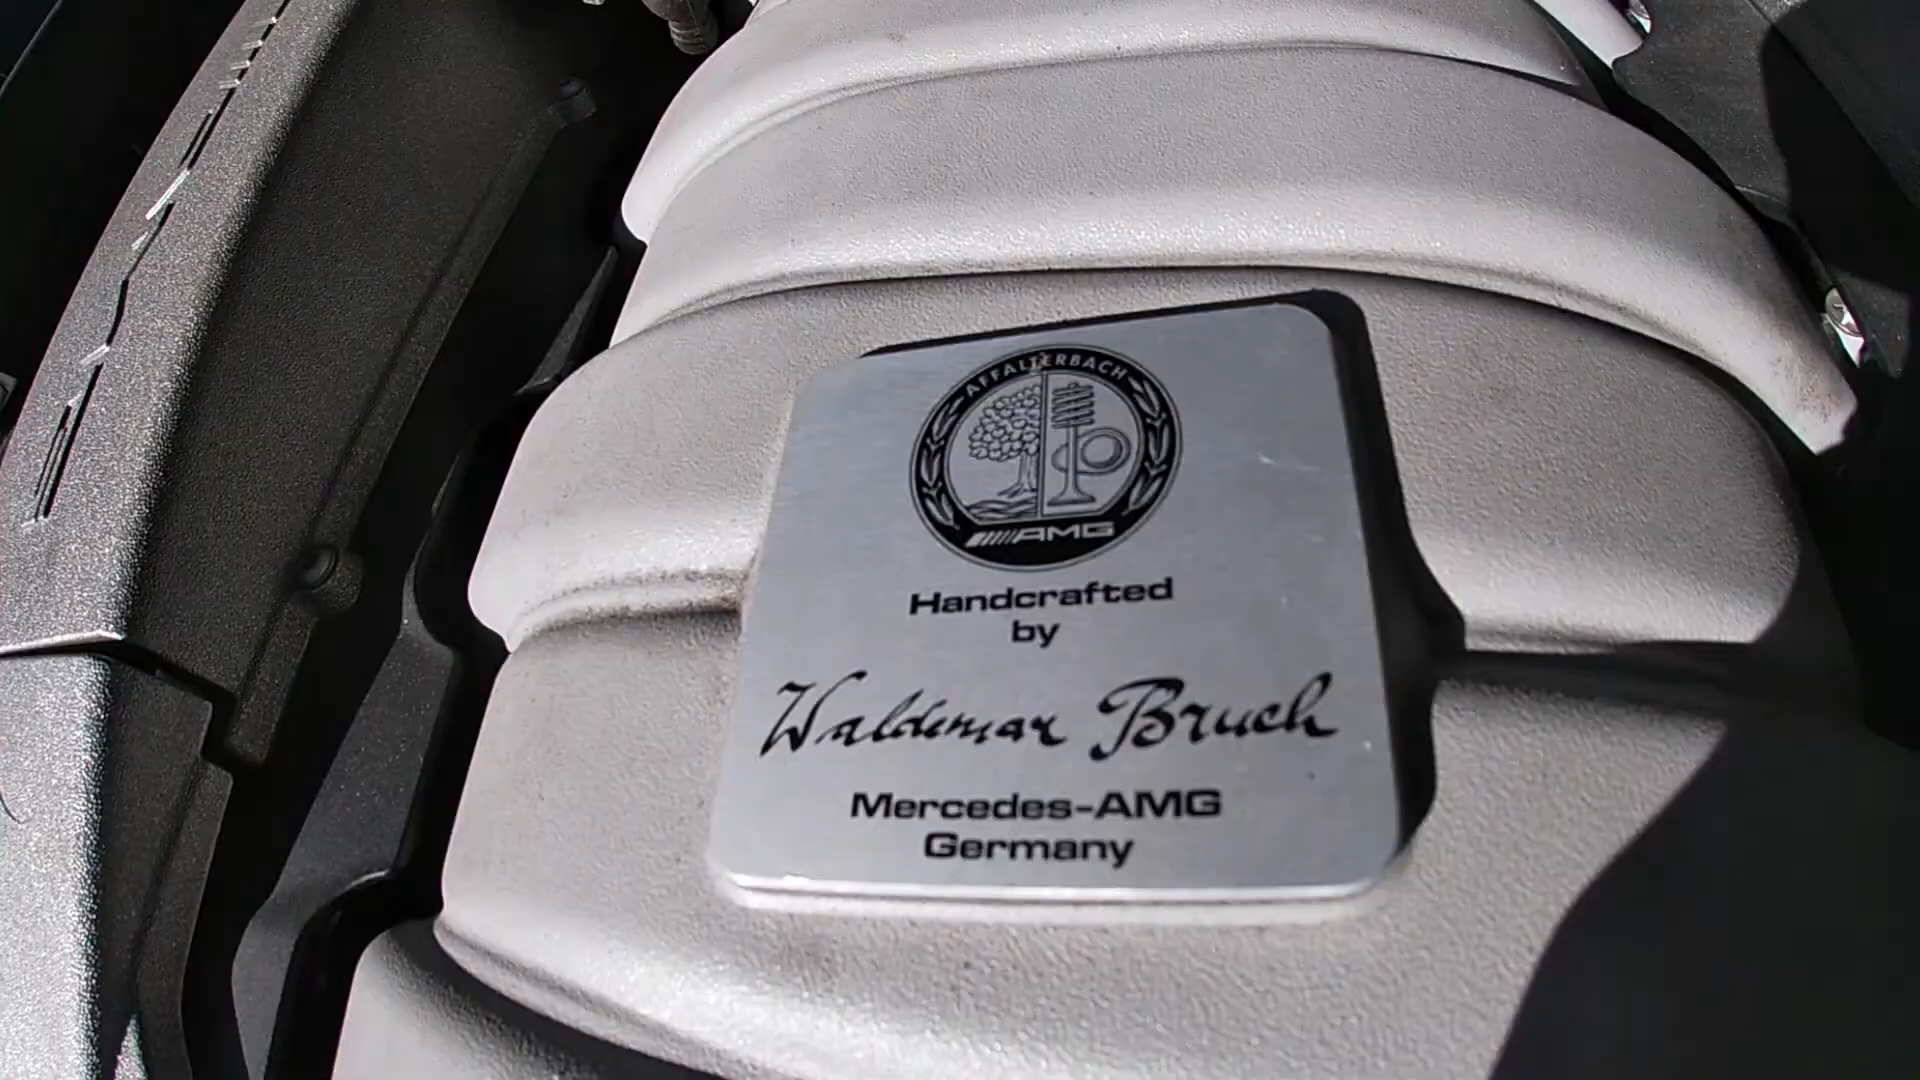 AFFALTERBACH
AMG
Handcrafted
by
Waldemar Bruch
Mercedes-AMG
Germany